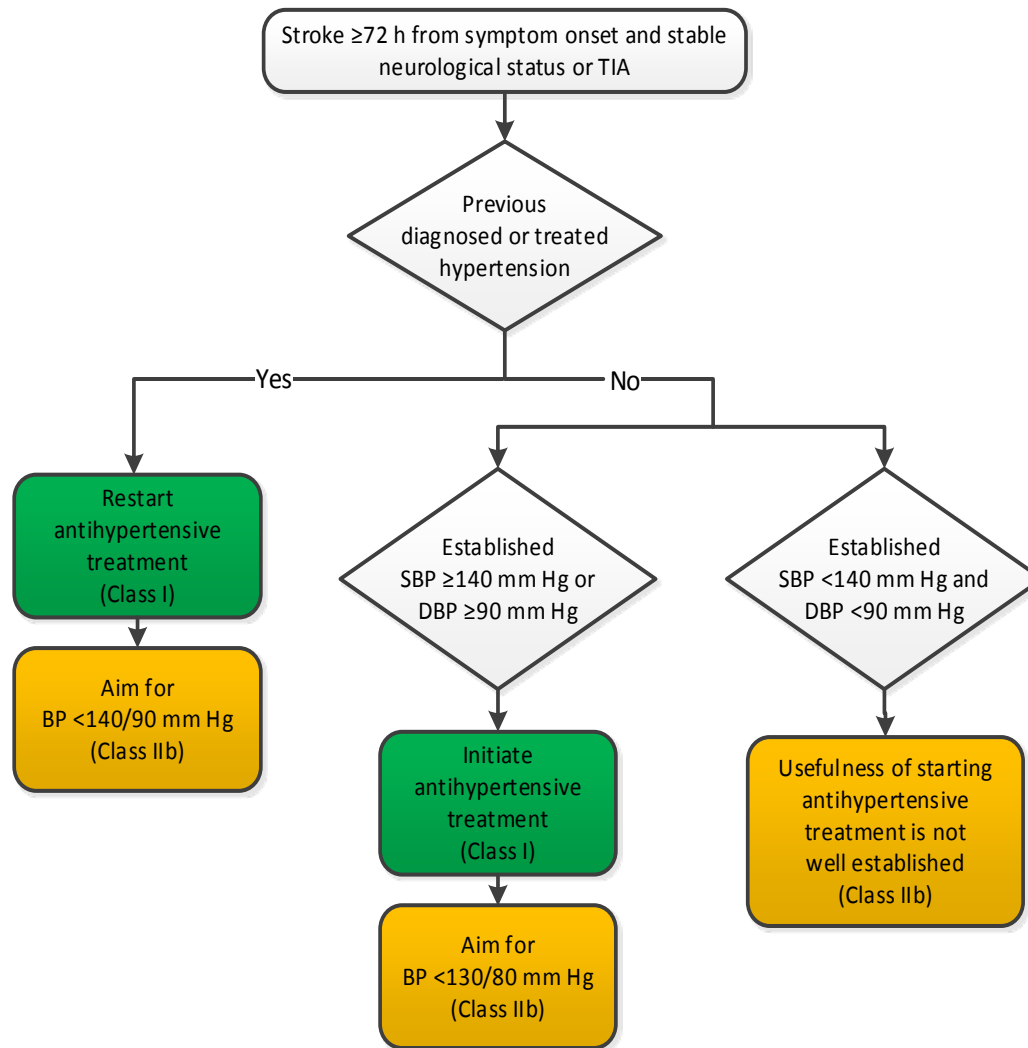 Stroke ≥72 h from symptom onset and stable
neurological status or TIA
Previous
diagnosed or treated
hypertension
Yes
No
Restart
antihypertensive
treatment
(Class I)
Aim for
BP <140/90 mm Hg
(Class IIb)
Established
SBP ≥140 mm Hg or
DBP ≥90 mm Hg
Initiate
antihypertensive
treatment
(Class I)
Aim for
BP <130/80 mm Hg
(Class IIb)
Established
SBP <140 mm Hg and
DBP <90 mm Hg
Usefulness of starting
antihypertensive
treatment is not
well established
(Class IIb)